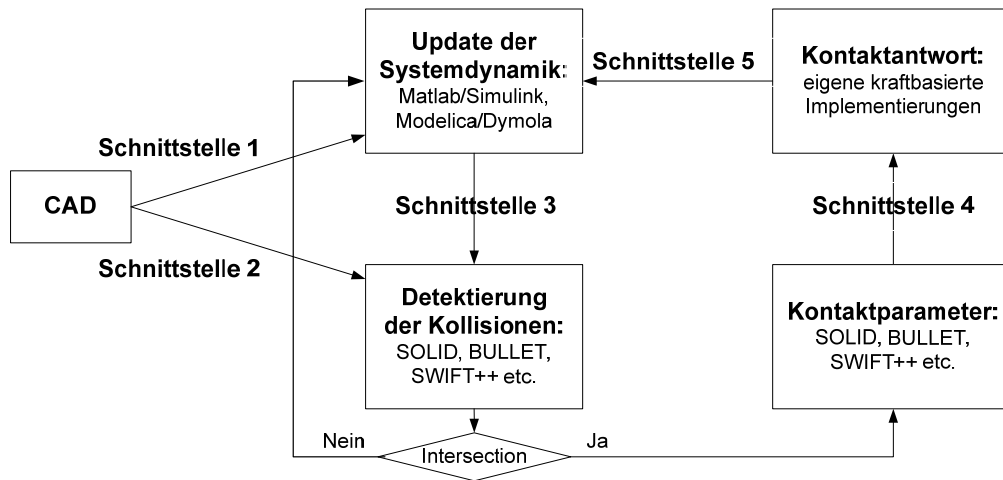 Update der
Systemdynamik:
Matlab/Simulink,
Modelica/Dymola
Schnittstelle 5
Kontaktantwort:
eigene kraftbasierte
Implementierungen
Schnittstelle 1
CAD
Schnittstelle 2
Schnittstelle 3
Schnittstelle 4
Detektierung
der Kollisionen:
SOLID, BULLET,
SWIFT++ etc.
Kontaktparameter:
SOLID, BULLET,
SWIFT++ etc.
Nein
Intersection
Ja